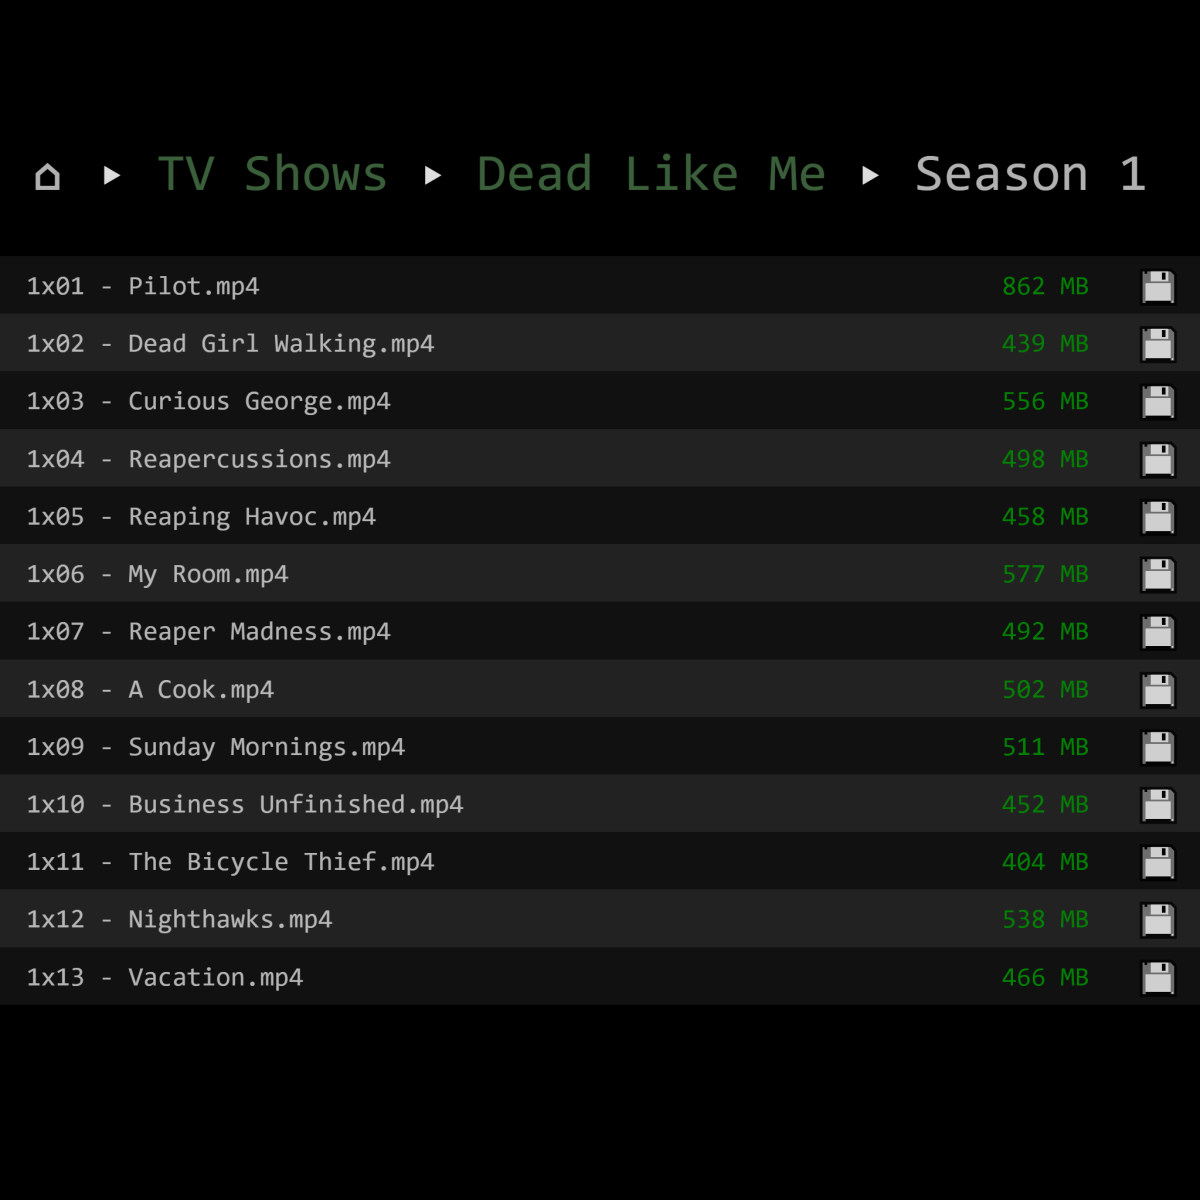 TV Shows ▶ Dead Like Me ▶ Season 1
1x01 - Pilot.mp4 862 MB
1x02 - Dead Girl Walking.mp4 439 MB
1x03 - Curious George.mp4 556 MB
1x04 - Reapercussions.mp4 498 MB
1x05 - Reaping Havoc.mp4 458 MB
1x06 - My Room.mp4 577 MB
1x07 - Reaper Madness.mp4 492 MB
1x08 - A Cook.mp4 502 MB
1x09 - Sunday Mornings.mp4 511 MB
1x10 - Business Unfinished.mp4 452 MB
1x11 - The Bicycle Thief.mp4 404 MB
1x12 - Nighthawks.mp4 538 MB
1x13 - Vacation.mp4 466 MB